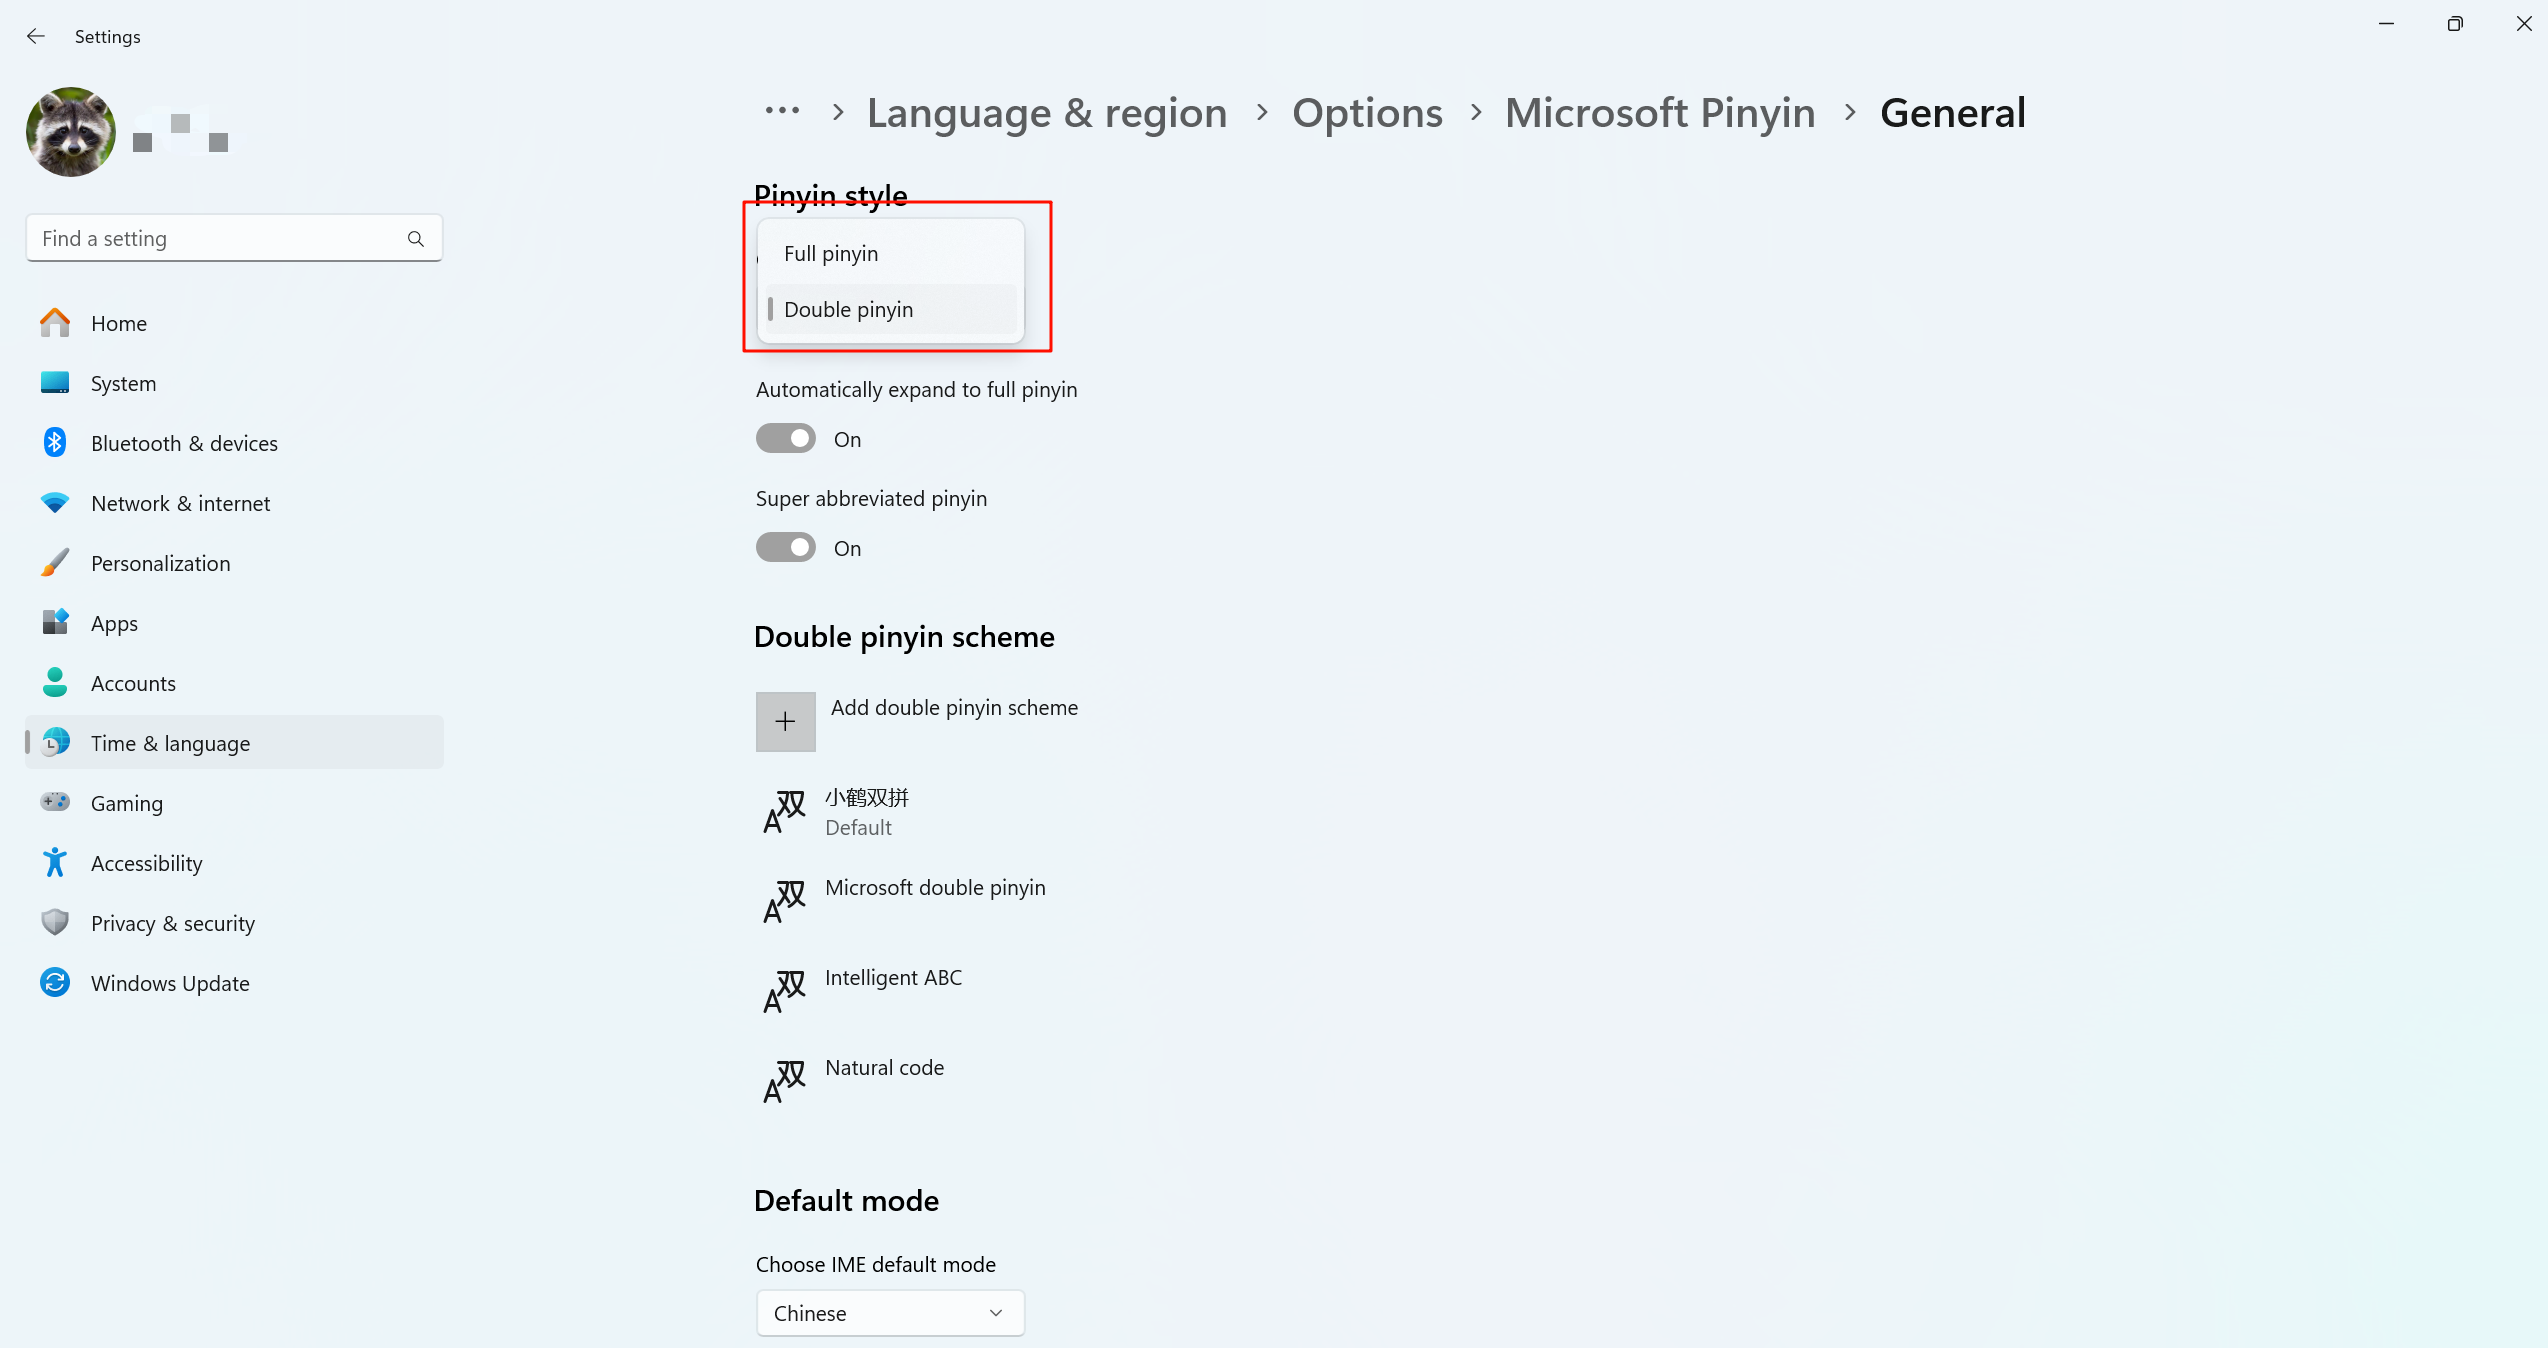 Settings
Find a setting
Home
System
Bluetooth & devices
Network & internet
Personalization
Apps
Accounts
Time & language
Gaming
Accessibility
Privacy & security
Windows Update
··· > Language & region > Options > Microsoft Pinyin > General
Pinyin style
Full pinyin
Double pinyin
Automatically expand to full pinyin
On
Super abbreviated pinyin
On
Double pinyin scheme
Add double pinyin scheme
小鹤双拼
Default
Microsoft double pinyin
Intelligent ABC
Natural code
Default mode
Choose IME default mode
Chinese